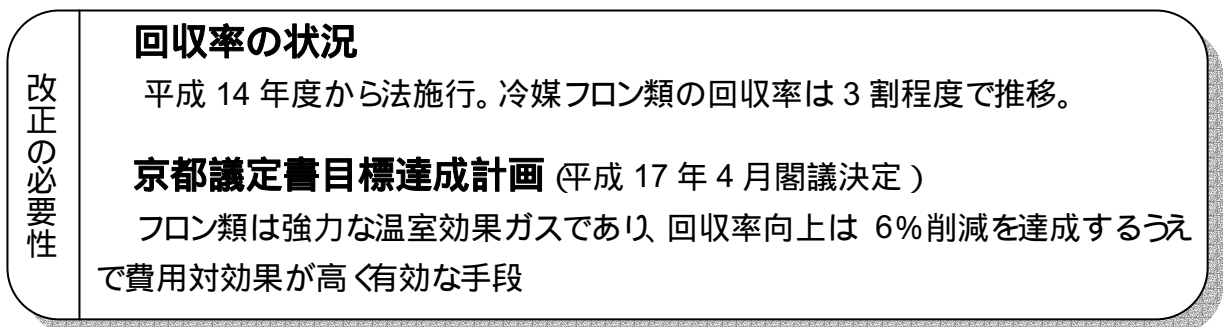 改正の必要性
回収率の状況
平成 14 年度から法施行。冷媒フロン類の回収率は 3 割程度で推移。
京都議定書目標達成計画 (平成 17 年 4 月閣議決定)
フロン類は強力な温室効果ガスであり、回収率向上は 6%削減を達成するうえ
で費用対効果が高く有効な手段